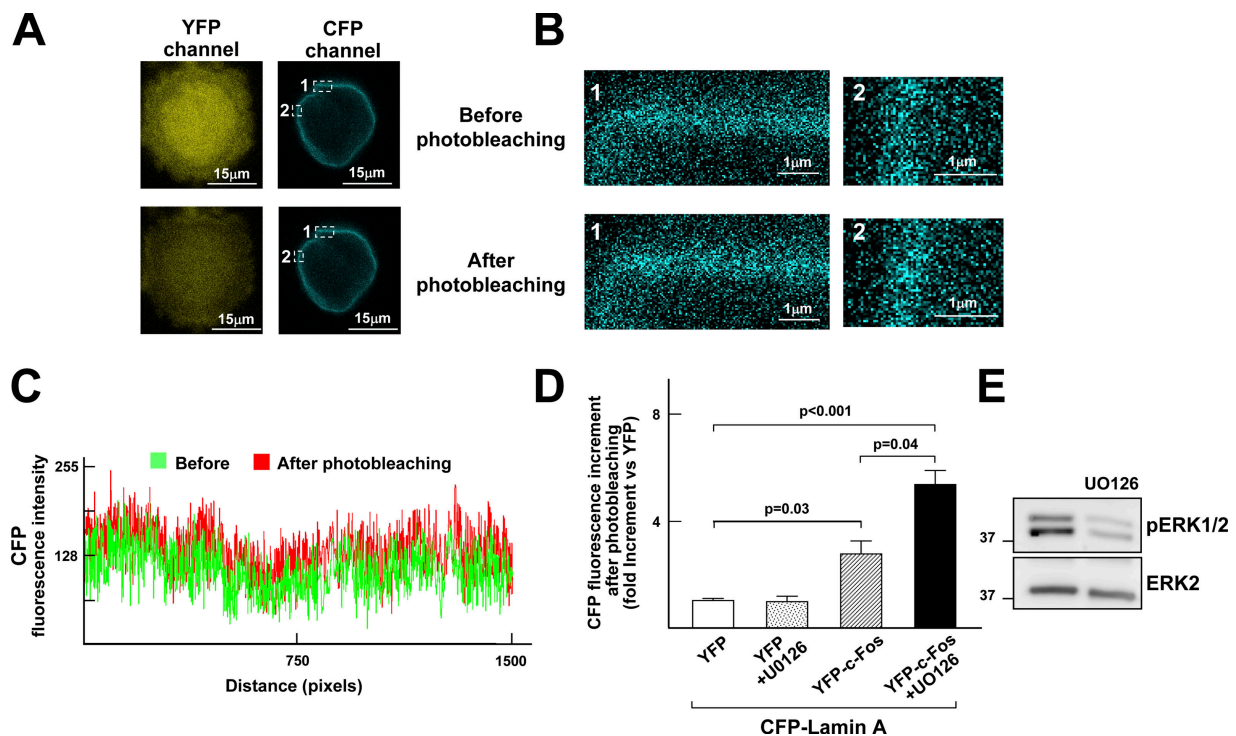 A
YFP
channel
CFP
channel
1
2
15μm
15μm
Before
photobleaching
1
2
15μm
15μm
After
photobleaching
B
1
1μm
2
1μm
1
1μm
2
1μm
C
CFP
fluorescence intensity
255
128
Before
After photobleaching
750
1500
Distance (pixels)
D
CFP fluorescence increment
after photobleaching
(fold Increment vs YFP)
8
4
p<0.001
p=0.04
p=0.03
YFP
YFP
+U0126
YFP-c-Fos
YFP-c-Fos
+UO126
CFP-Lamin A
E
UO126
37
pERK1/2
37
ERK2